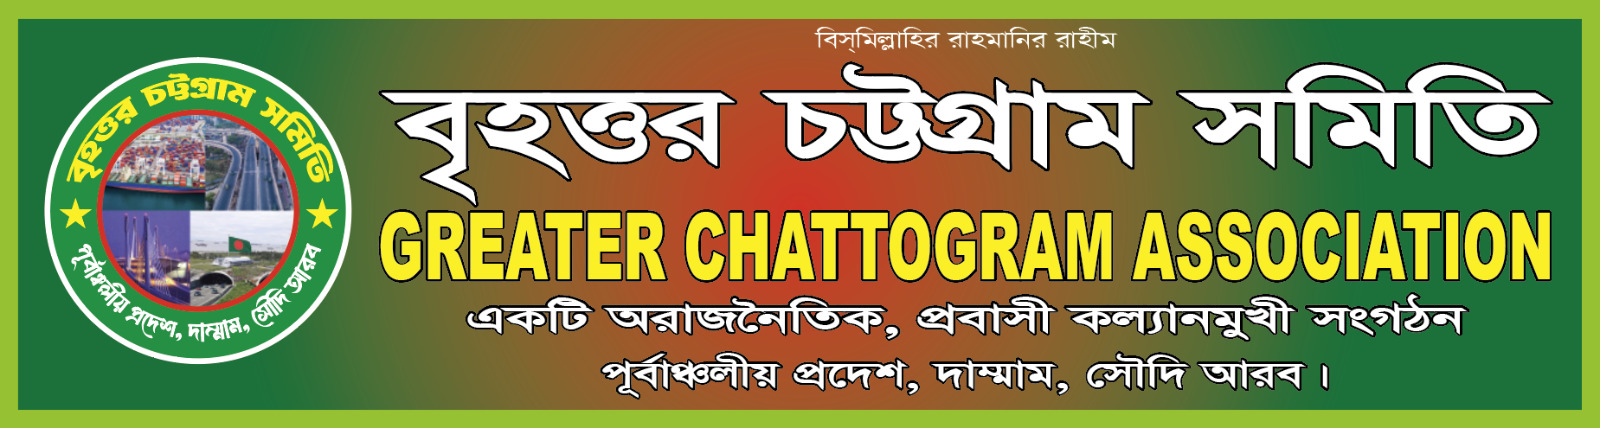 বিস্‌মিল্লাহির রাহমানির রাহীম
বৃহত্তর চট্টগ্রাম সমিতি
GREATER CHATTOGRAM ASSOCIATION
একটি অরাজনৈতিক, প্রবাসী কল্যানমুখী সংগঠন
পূর্বাঞ্চলীয় প্রদেশ, দাম্মাম, সৌদি আরব।
বৃহত্তর চট্টগ্রাম সমিতি
পূর্বাঞ্চলীয় প্রদেশ, দাম্মাম, সৌদি আরব